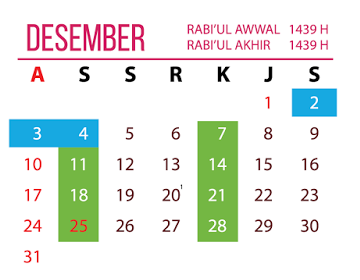 DESEMBER
RABI'UL AWWAL 1439 H
RABI'UL AKHIR 1439 H
A S S R K J S
1 2
3 4 5 6 7 8 9
10 11 12 13 14 15 16
17 18 19 20' 21 22 23
24 25 26 27 28 29 30
31